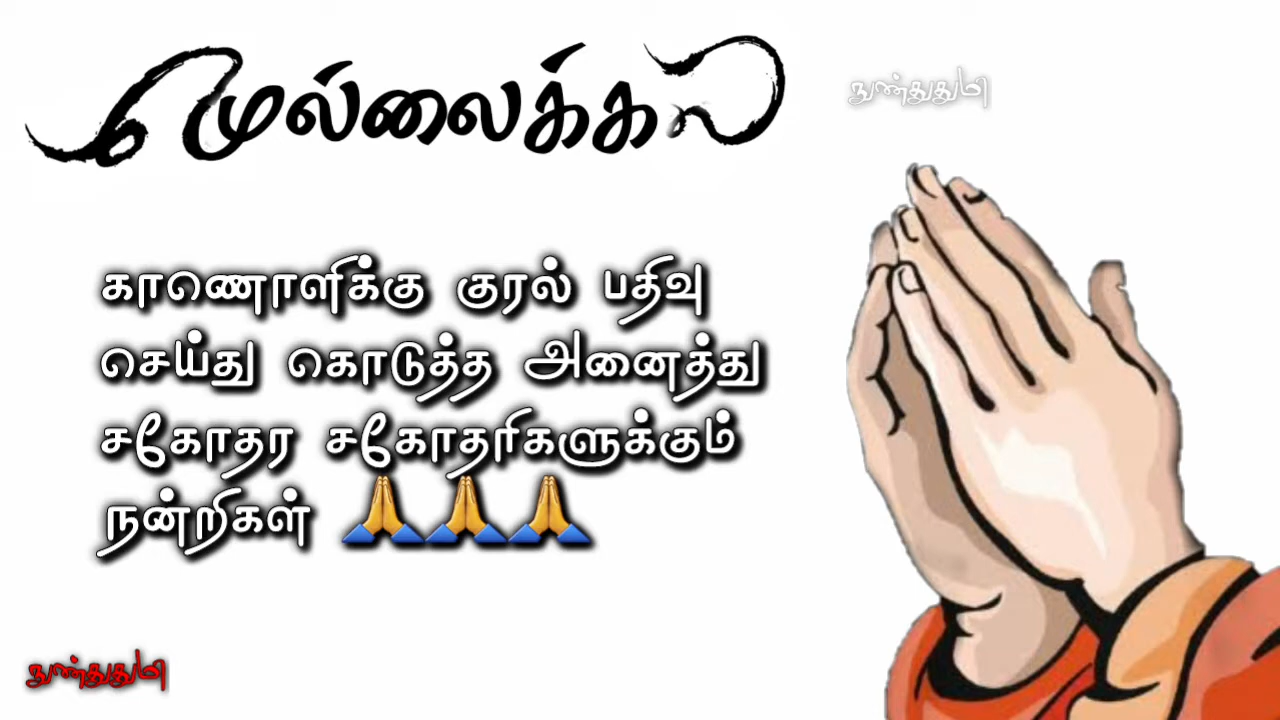 முல்லைக்கலி
நுண்துதுமி
காணொளிக்கு குரல் பதிவு
செய்து கொடுத்த அனைத்து
சகோதர சகோதரிகளுக்கும்
நன்றிகள் 🙏🙏🙏
நுண்துதுமி